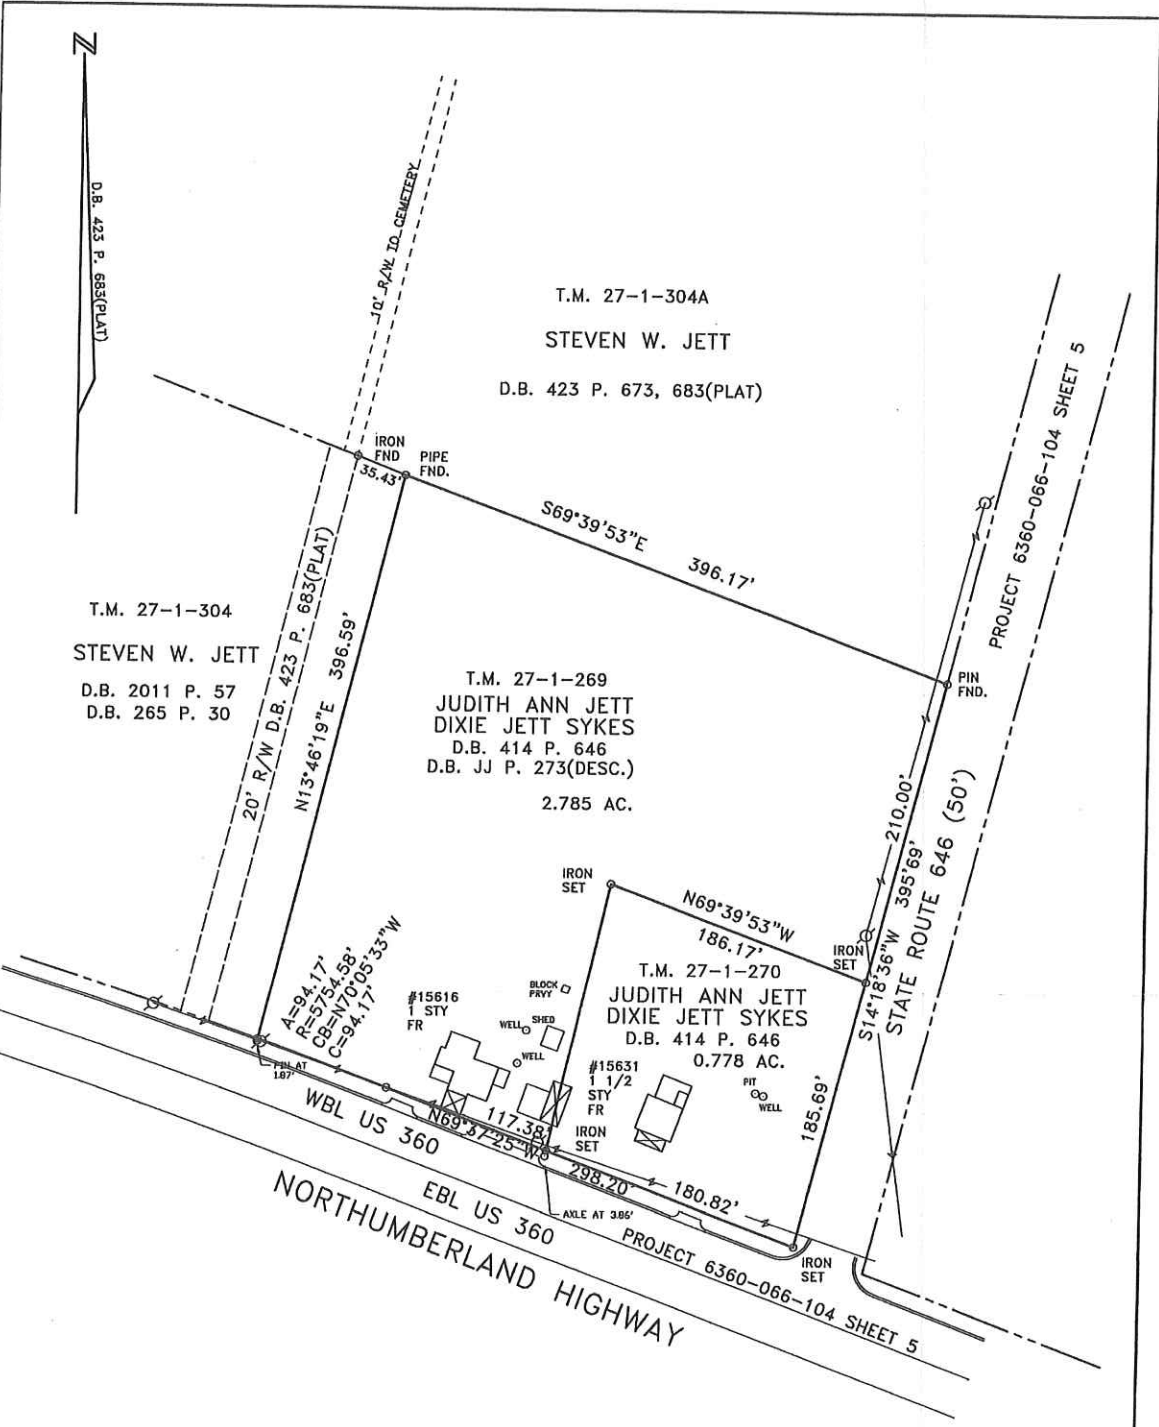 N
D.B. 423 P. 683(PLAT)
10' R/W TO CEMETERY
T.M. 27-1-304A
STEVEN W. JETT
D.B. 423 P. 673, 683(PLAT)
PROJECT 6360-066-104 SHEET 5
IRON
FND
PIPE
FND.
35.43'
S69°39'53"E 396.17'
T.M. 27-1-304
STEVEN W. JETT
D.B. 2011 P. 57
D.B. 265 P. 30
20' R/W D.B. 423 P. 683(PLAT)
N13°46'19"E 396.59'
T.M. 27-1-269
JUDITH ANN JETT
DIXIE JETT SYKES
D.B. 414 P. 646
D.B. JJ P. 273(DESC.)
2.785 AC.
PIN
FND.
210.00'
S14°18'36"W 395'69'
STATE ROUTE 646 (50')
IRON
SET
N69°39'53"W
186.17'
IRON
SET
T.M. 27-1-270
JUDITH ANN JETT
DIXIE JETT SYKES
D.B. 414 P. 646
0.778 AC.
A=94.17'
R=5754.58'
CB=N70°05'33"W
C=94.17'
#15616
1 STY
FR
BLOCK
PRVY
WELL
SHED
WELL
#15631
1 1/2
STY
FR
PIT
WELL
185.69'
PIN AT
1.87'
117.38'
N69°37'25"W
IRON
SET
298.20'
180.82'
AXLE AT 3.86'
IRON
SET
WBL US 360
EBL US 360
PROJECT 6360-066-104 SHEET 5
NORTHUMBERLAND HIGHWAY